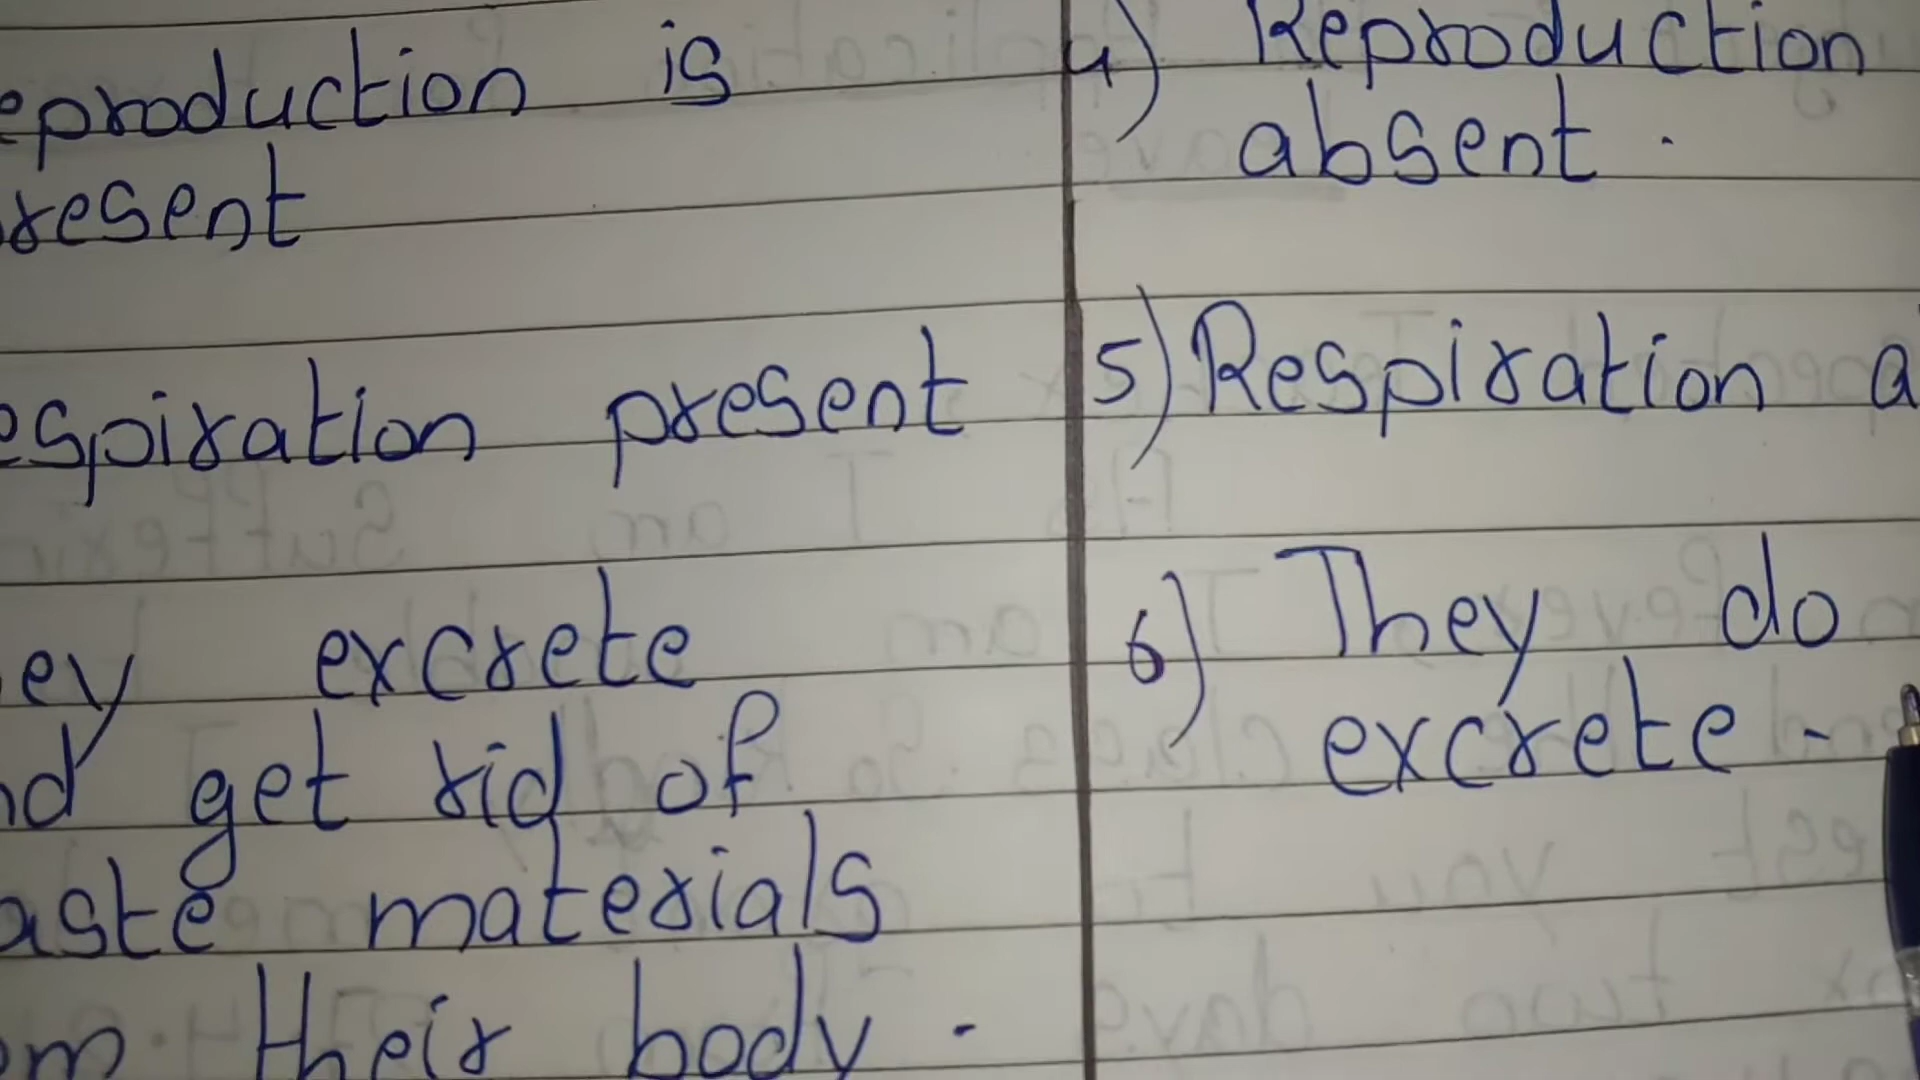 eproduction is
resent
espiration present
ey excrete
nd get rid of
aste materials
om their body.
4) Reproduction
absent.
5) Respiration a
6) They do
excrete.